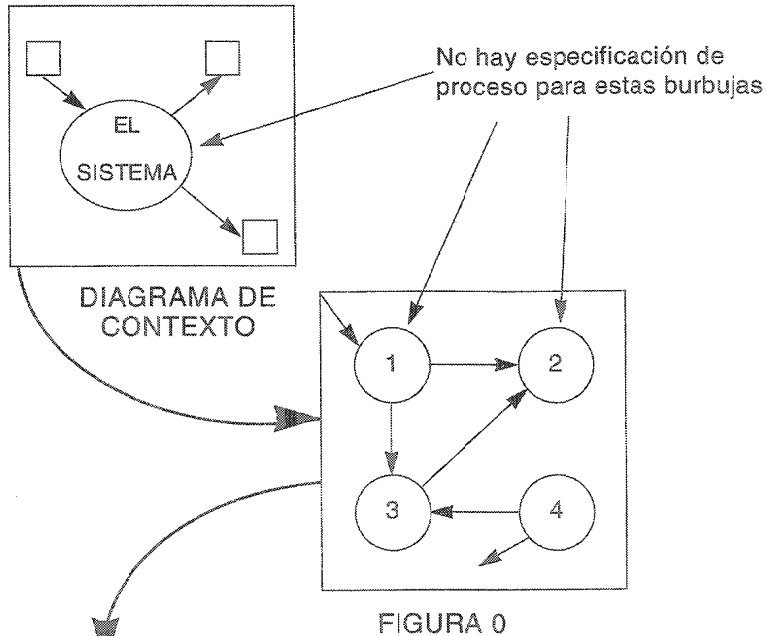 No hay especificación de
proceso para estas burbujas
EL
SISTEMA
DIAGRAMA DE
CONTEXTO
1
2
3
4
FIGURA 0